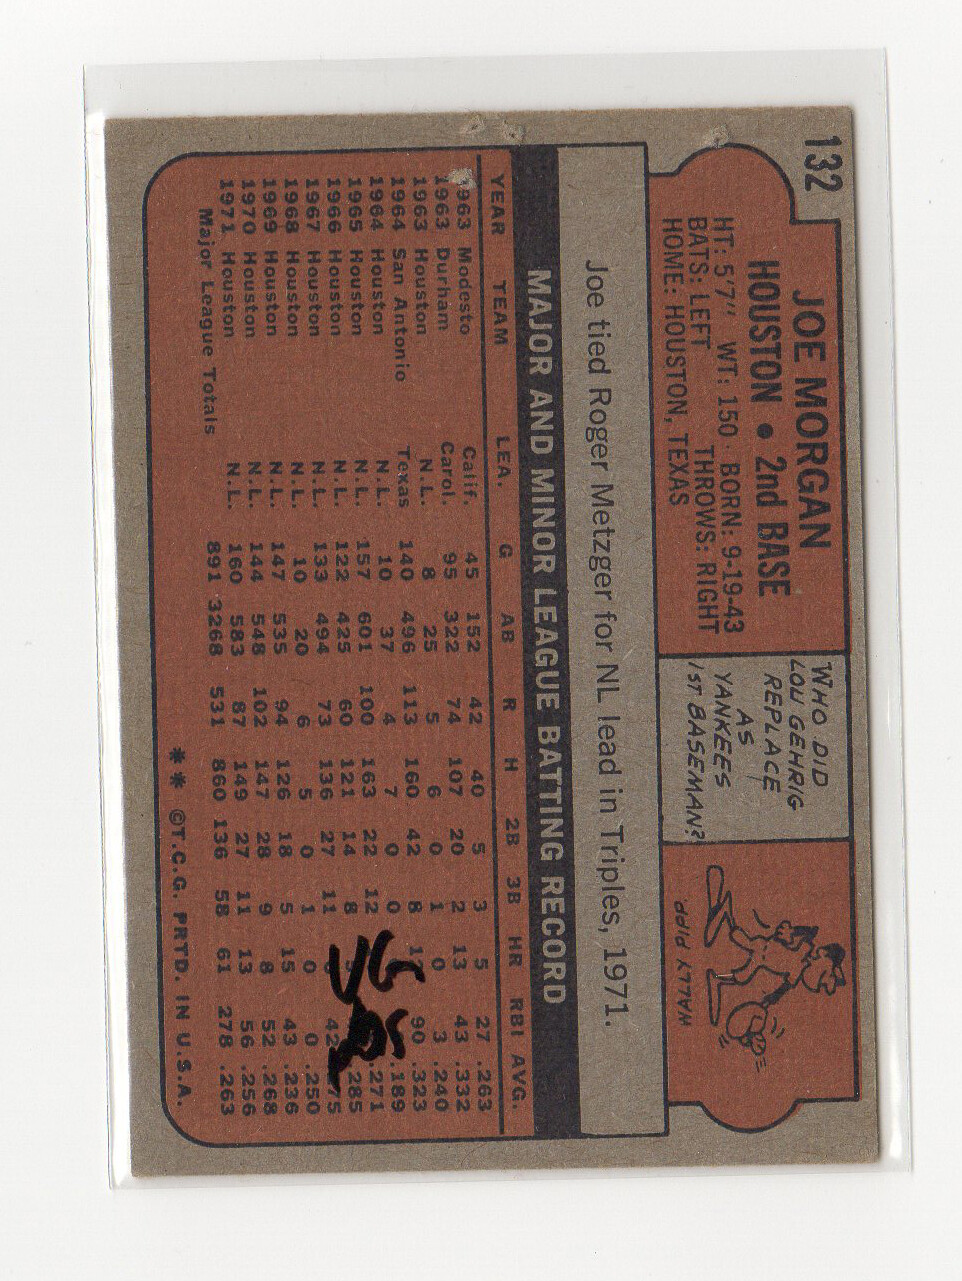 132
JOE MORGAN
HOUSTON • 2nd BASE
HT: 5'7" WT: 150 BORN: 9-19-43
BATS: LEFT THROWS: RIGHT
HOME: HOUSTON, TEXAS
WHO DID
LOU GEHRIG
REPLACE
AS
YANKEES
1ST BASEMAN?
WALLY PIPP
Joe tied Roger Metzger for NL lead in Triples, 1971.
MAJOR AND MINOR LEAGUE BATTING RECORD
YEAR TEAM LEA. G AB R H 2B 3B HR RBI AVG.
1963 Modesto Calif. 45 152 42 40 5 3 5 27 .263
1963 Durham Carol. 95 322 74 107 20 2 13 43 .332
1963 Houston N.L. 8 25 5 6 0 1 0 3 .240
1964 San Antonio Texas 140 496 113 160 42 8 90 .323
1964 Houston N.L. 10 37 4 7 0 0 .189
1965 Houston N.L. 157 601 100 163 22 12 .271
1966 Houston N.L. 122 425 60 121 14 8 .285
1967 Houston N.L. 133 494 73 136 27 11 42
1968 Houston N.L. 10 20 6 5 0 1 0 0 .250
1969 Houston N.L. 147 535 94 126 18 5 15 43 .236
1970 Houston N.L. 144 548 102 147 28 9 8 52 .268
1971 Houston N.L. 160 583 87 149 27 11 13 56 .256
Major League Totals 891 3268 531 860 136 58 61 278 .263
** ©T.C.G. PRTD. IN U.S.A.